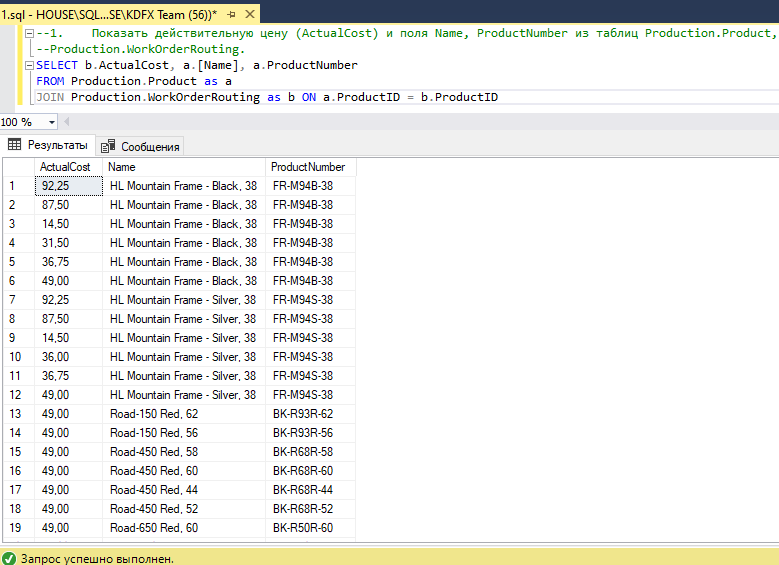 1.sql - HOUSE\SQL...SE\KDFX Team (56))*
--1. Показать действительную цену (ActualCost) и поля Name, ProductNumber из таблиц Production.Product,
--Production.WorkOrderRouting.
SELECT b.ActualCost, a.[Name], a.ProductNumber
FROM Production.Product as a
JOIN Production.WorkOrderRouting as b ON a.ProductID = b.ProductID
100 %
Результаты Сообщения
ActualCost Name ProductNumber
1 92,25 HL Mountain Frame - Black, 38 FR-M94B-38
2 87,50 HL Mountain Frame - Black, 38 FR-M94B-38
3 14,50 HL Mountain Frame - Black, 38 FR-M94B-38
4 31,50 HL Mountain Frame - Black, 38 FR-M94B-38
5 36,75 HL Mountain Frame - Black, 38 FR-M94B-38
6 49,00 HL Mountain Frame - Black, 38 FR-M94B-38
7 92,25 HL Mountain Frame - Silver, 38 FR-M94S-38
8 87,50 HL Mountain Frame - Silver, 38 FR-M94S-38
9 14,50 HL Mountain Frame - Silver, 38 FR-M94S-38
10 36,00 HL Mountain Frame - Silver, 38 FR-M94S-38
11 36,75 HL Mountain Frame - Silver, 38 FR-M94S-38
12 49,00 HL Mountain Frame - Silver, 38 FR-M94S-38
13 49,00 Road-150 Red, 62 BK-R93R-62
14 49,00 Road-150 Red, 56 BK-R93R-56
15 49,00 Road-450 Red, 58 BK-R68R-58
16 49,00 Road-450 Red, 60 BK-R68R-60
17 49,00 Road-450 Red, 44 BK-R68R-44
18 49,00 Road-450 Red, 52 BK-R68R-52
19 49,00 Road-650 Red, 60 BK-R50R-60
Запрос успешно выполнен.